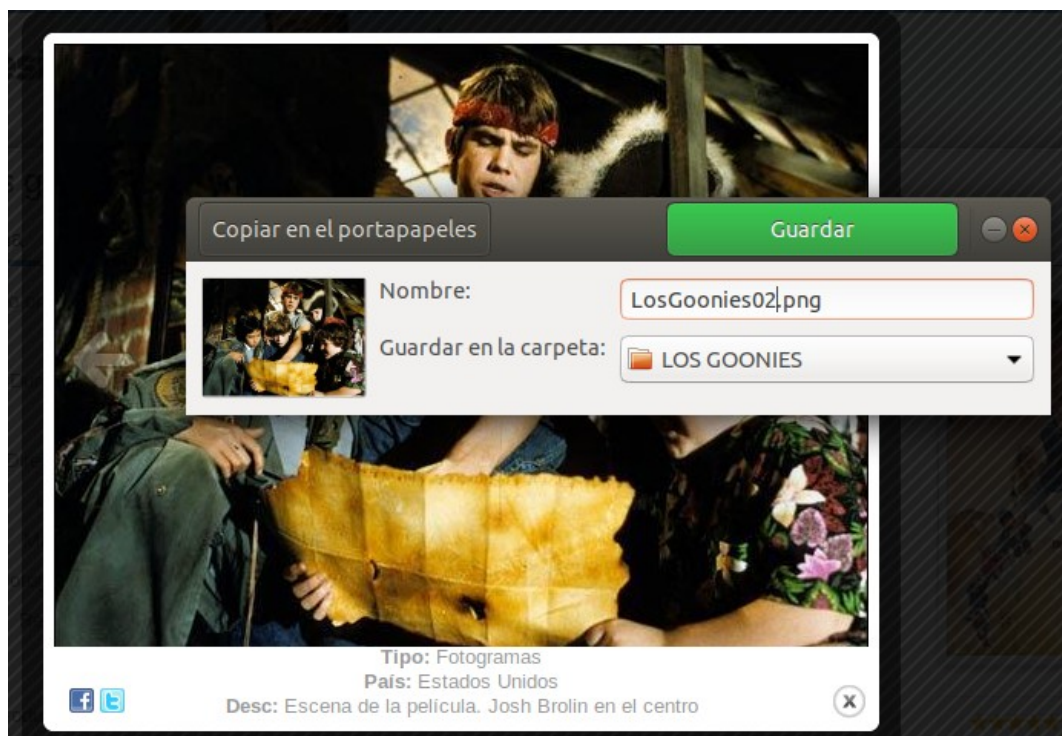 Copiar en el portapapeles
Guardar
Nombre:
LosGoonies02.png
Guardar en la carpeta:
LOS GOONIES
Tipo: Fotogramas
País: Estados Unidos
Desc: Escena de la película. Josh Brolin en el centro